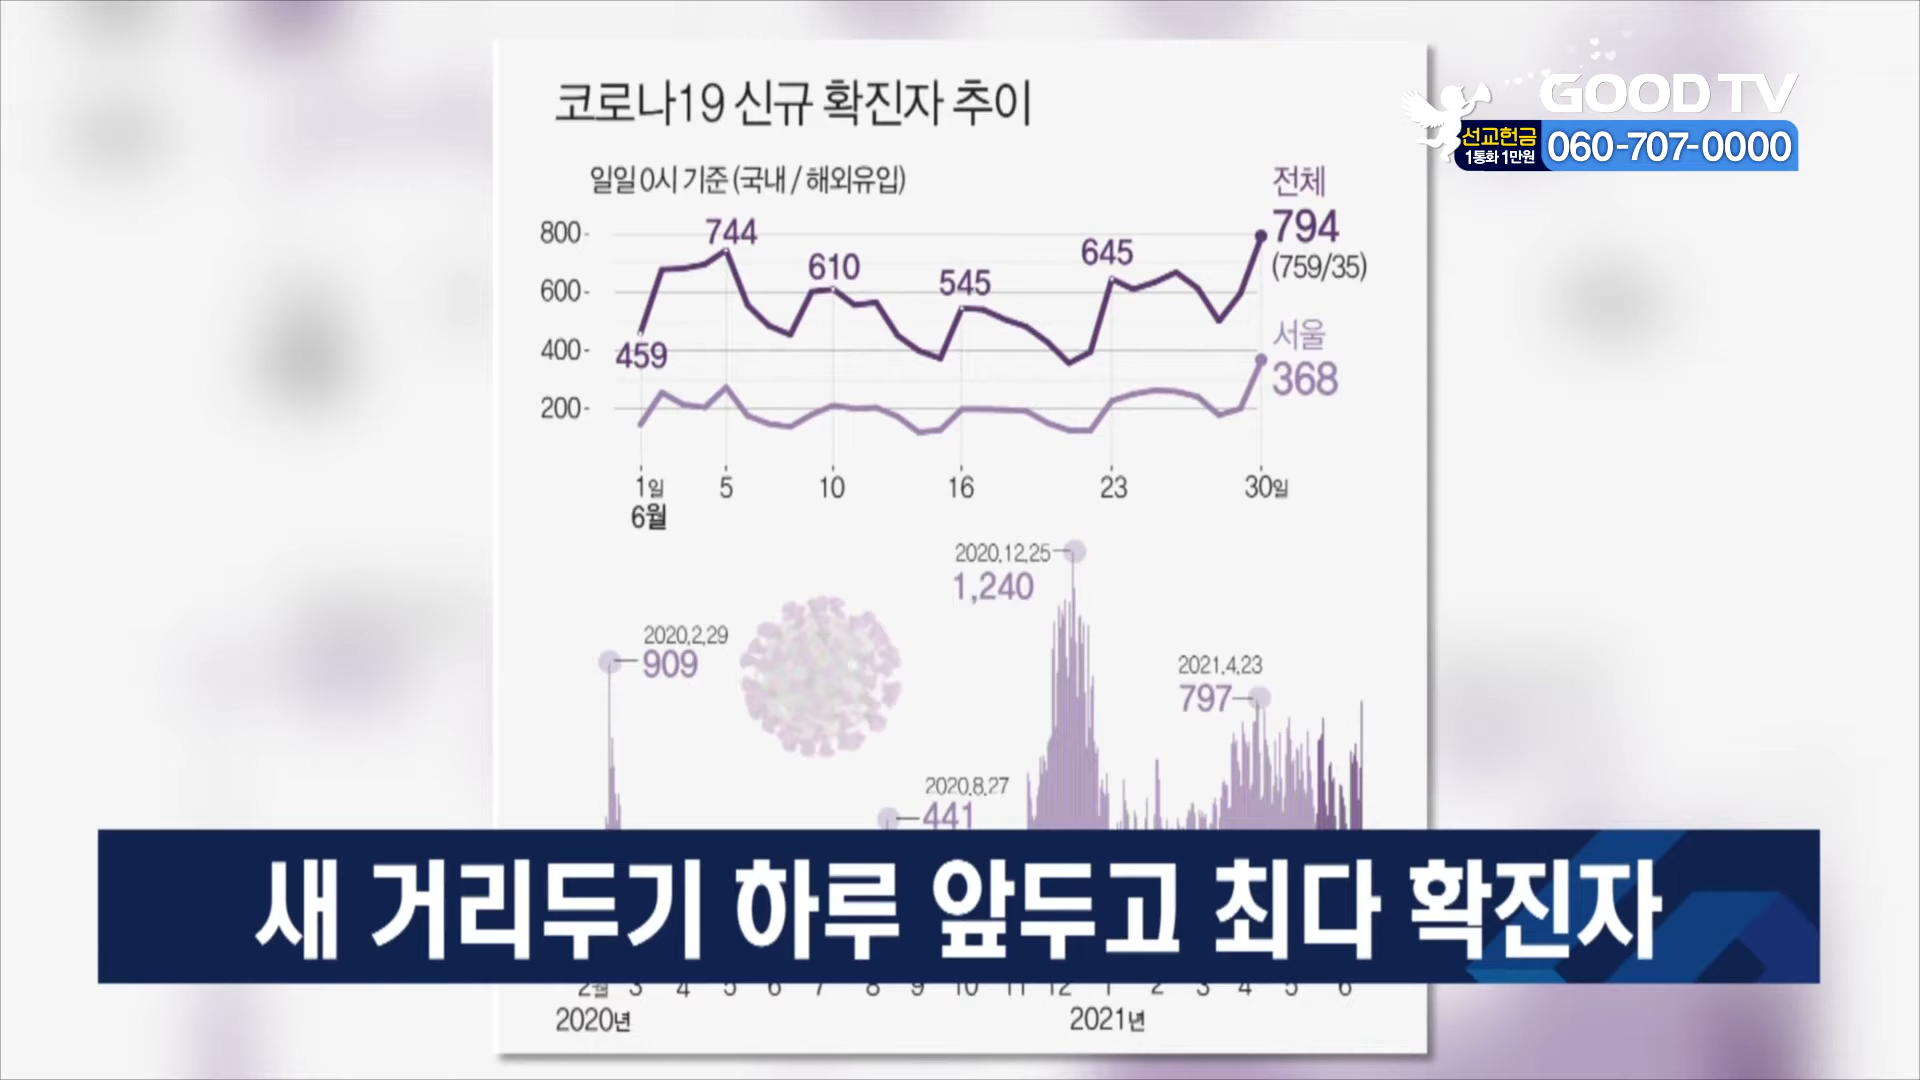 코로나19 신규 확진자 추이
GOOD TV
선교헌금
1통화 1만원
060-707-0000
일일 0시 기준 (국내 / 해외유입)
전체
794
(759/35)
800
744
610
545
645
600
서울
368
400
459
200
1일 5 10 16 23 30일
6월
2020.12.25
1,240
2020.2.29
909
2021.4.23
797
2020.8.27
441
새 거리두기 하루 앞두고 최다 확진자
2월 3 4 5 6 7 8 9 10 11 12 1 2 3 4 5 6
2020년 2021년